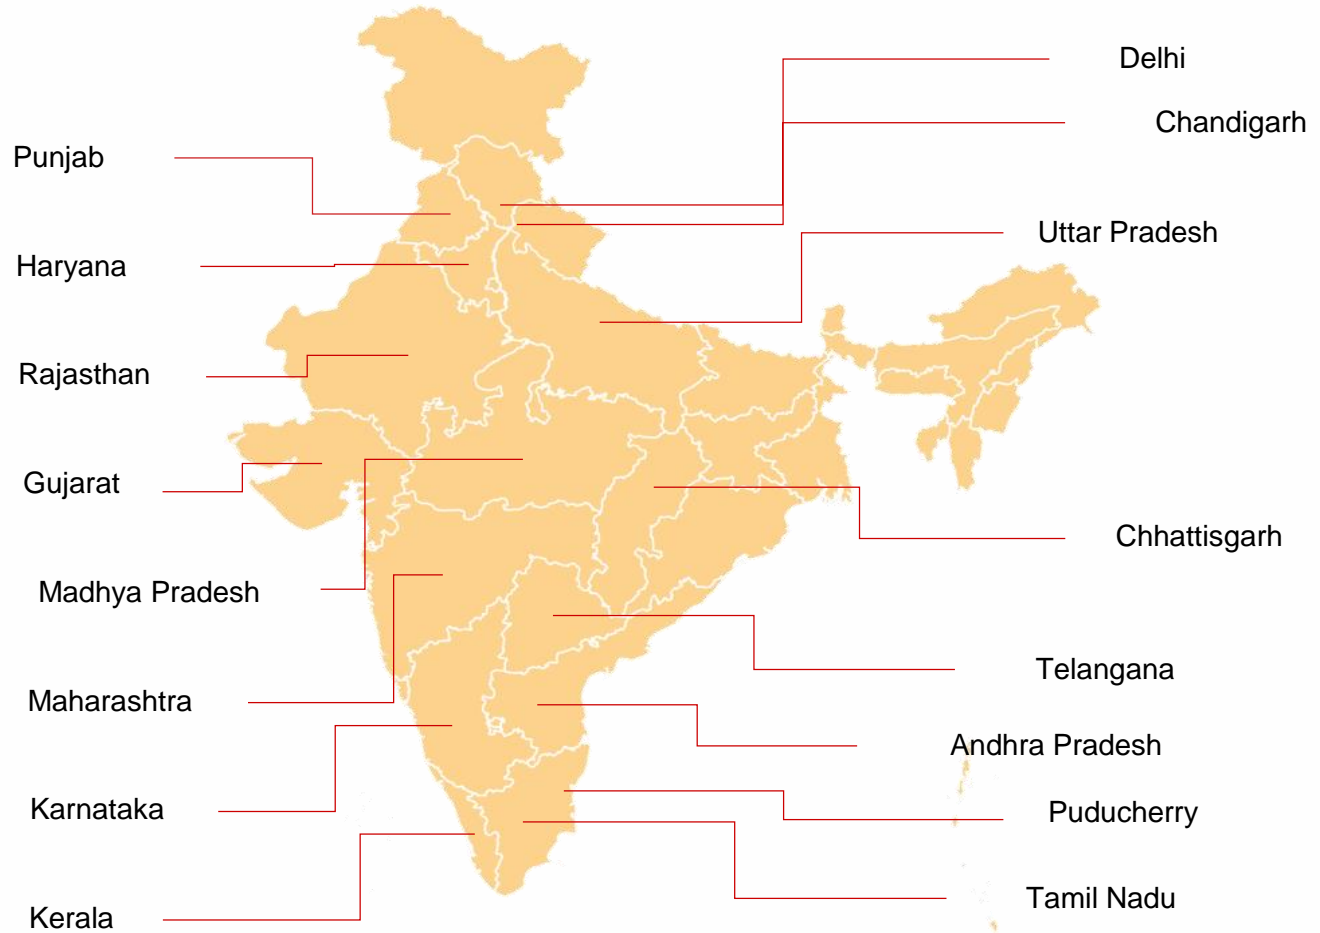 Delhi
Chandigarh
Punjab
Uttar Pradesh
Haryana
Rajasthan
Gujarat
Chhattisgarh
Madhya Pradesh
Telangana
Maharashtra
Andhra Pradesh
Karnataka
Puducherry
Tamil Nadu
Kerala